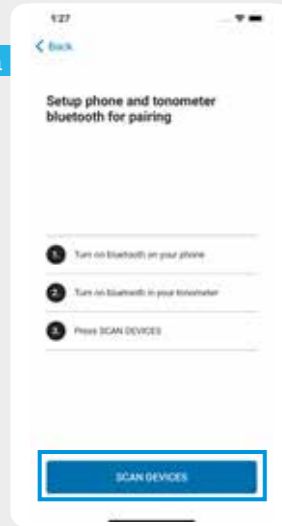 1:27
Back
Setup phone and tonometer
bluetooth for pairing
1. Turn on bluetooth on your phone
2. Turn on bluetooth in your tonometer
3. Press SCAN DEVICES
SCAN DEVICES